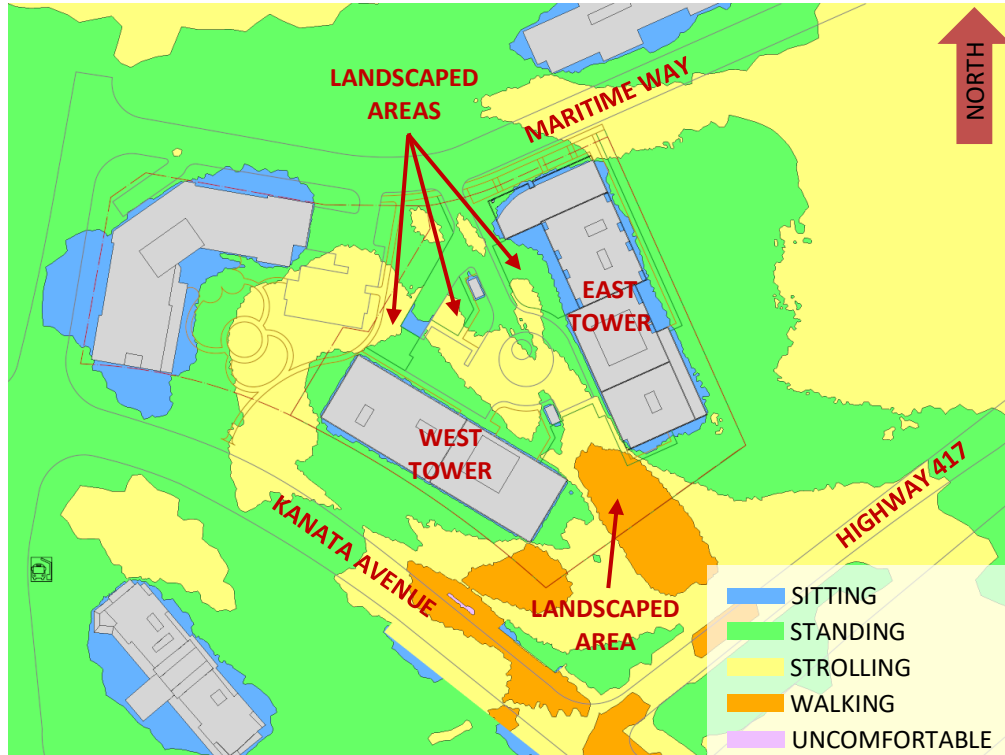 LANDSCAPED
AREAS
MARITIME WAY
NORTH
EAST
TOWER
WEST
TOWER
KANATA AVENUE
HIGHWAY 417
LANDSCAPED
AREA
SITTING
STANDING
STROLLING
WALKING
UNCOMFORTABLE